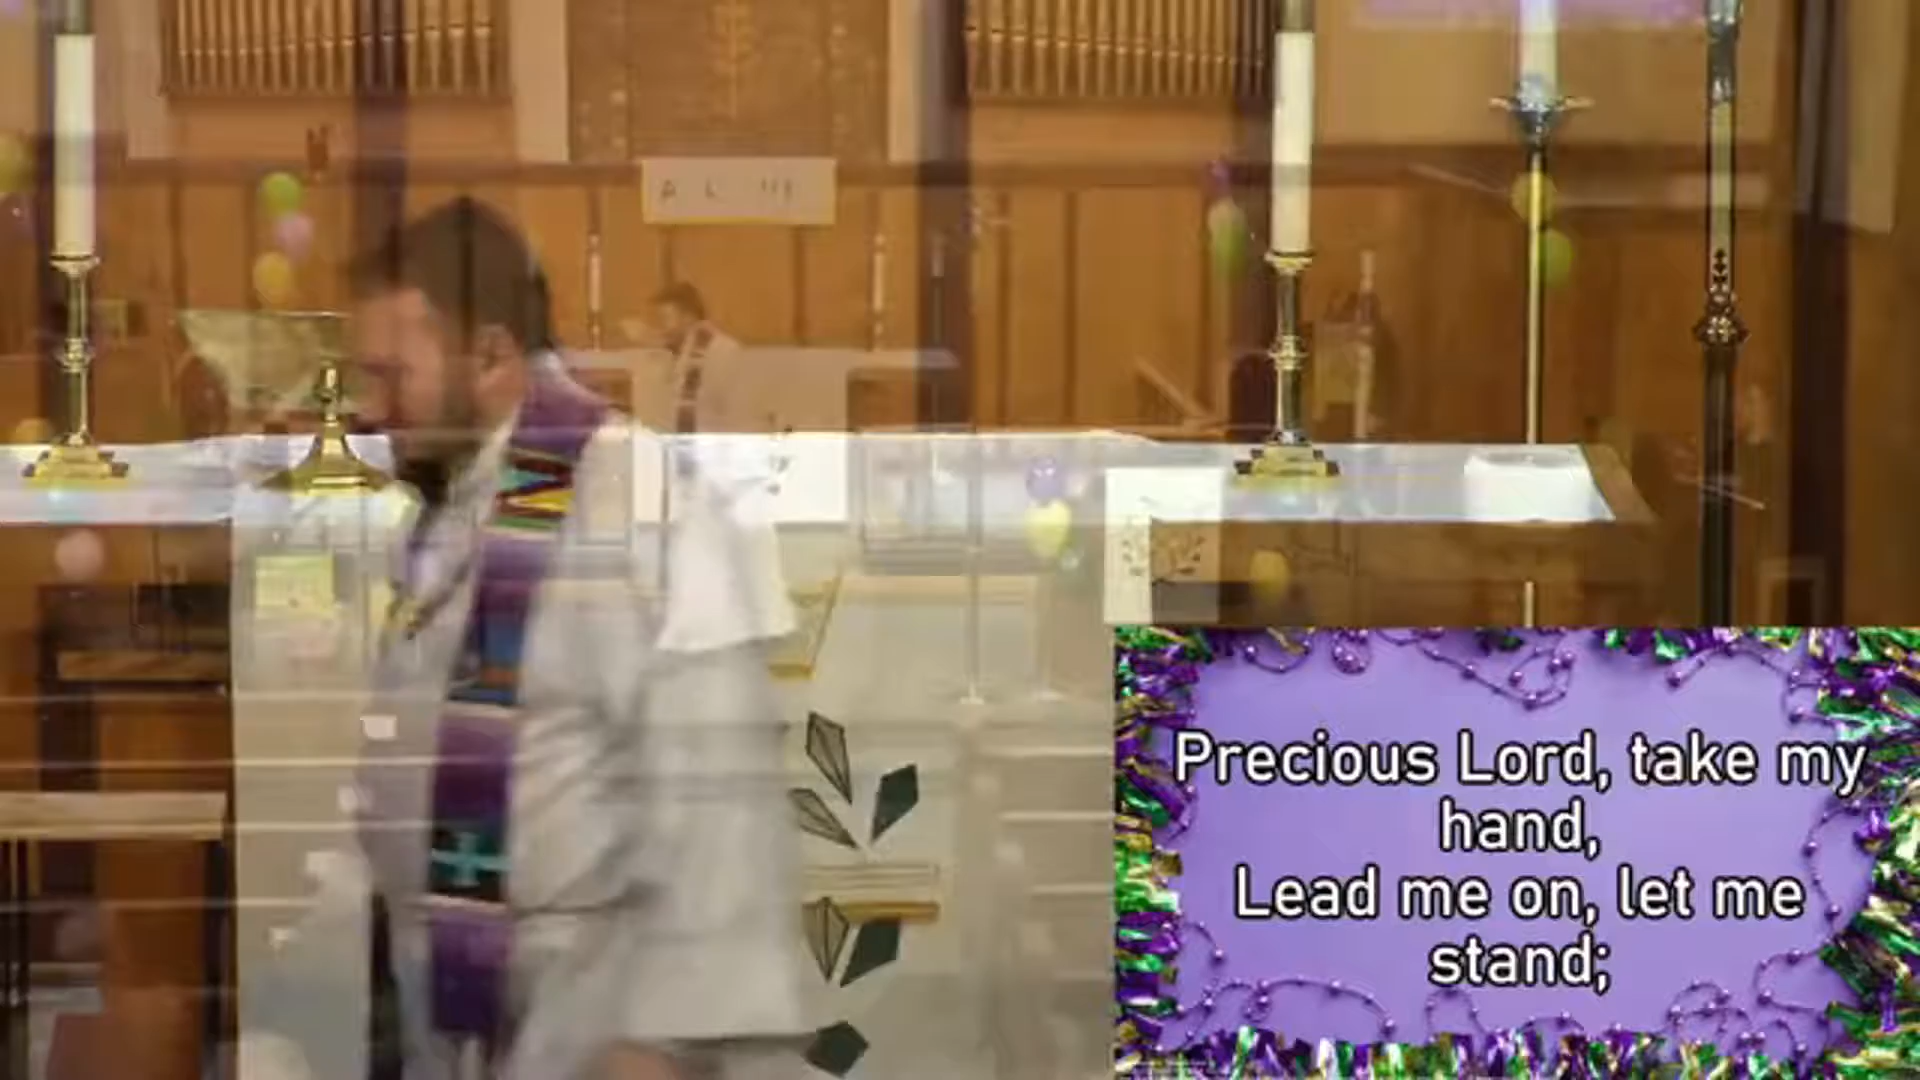 Precious Lord, take my
hand,
Lead me on, let me
stand;